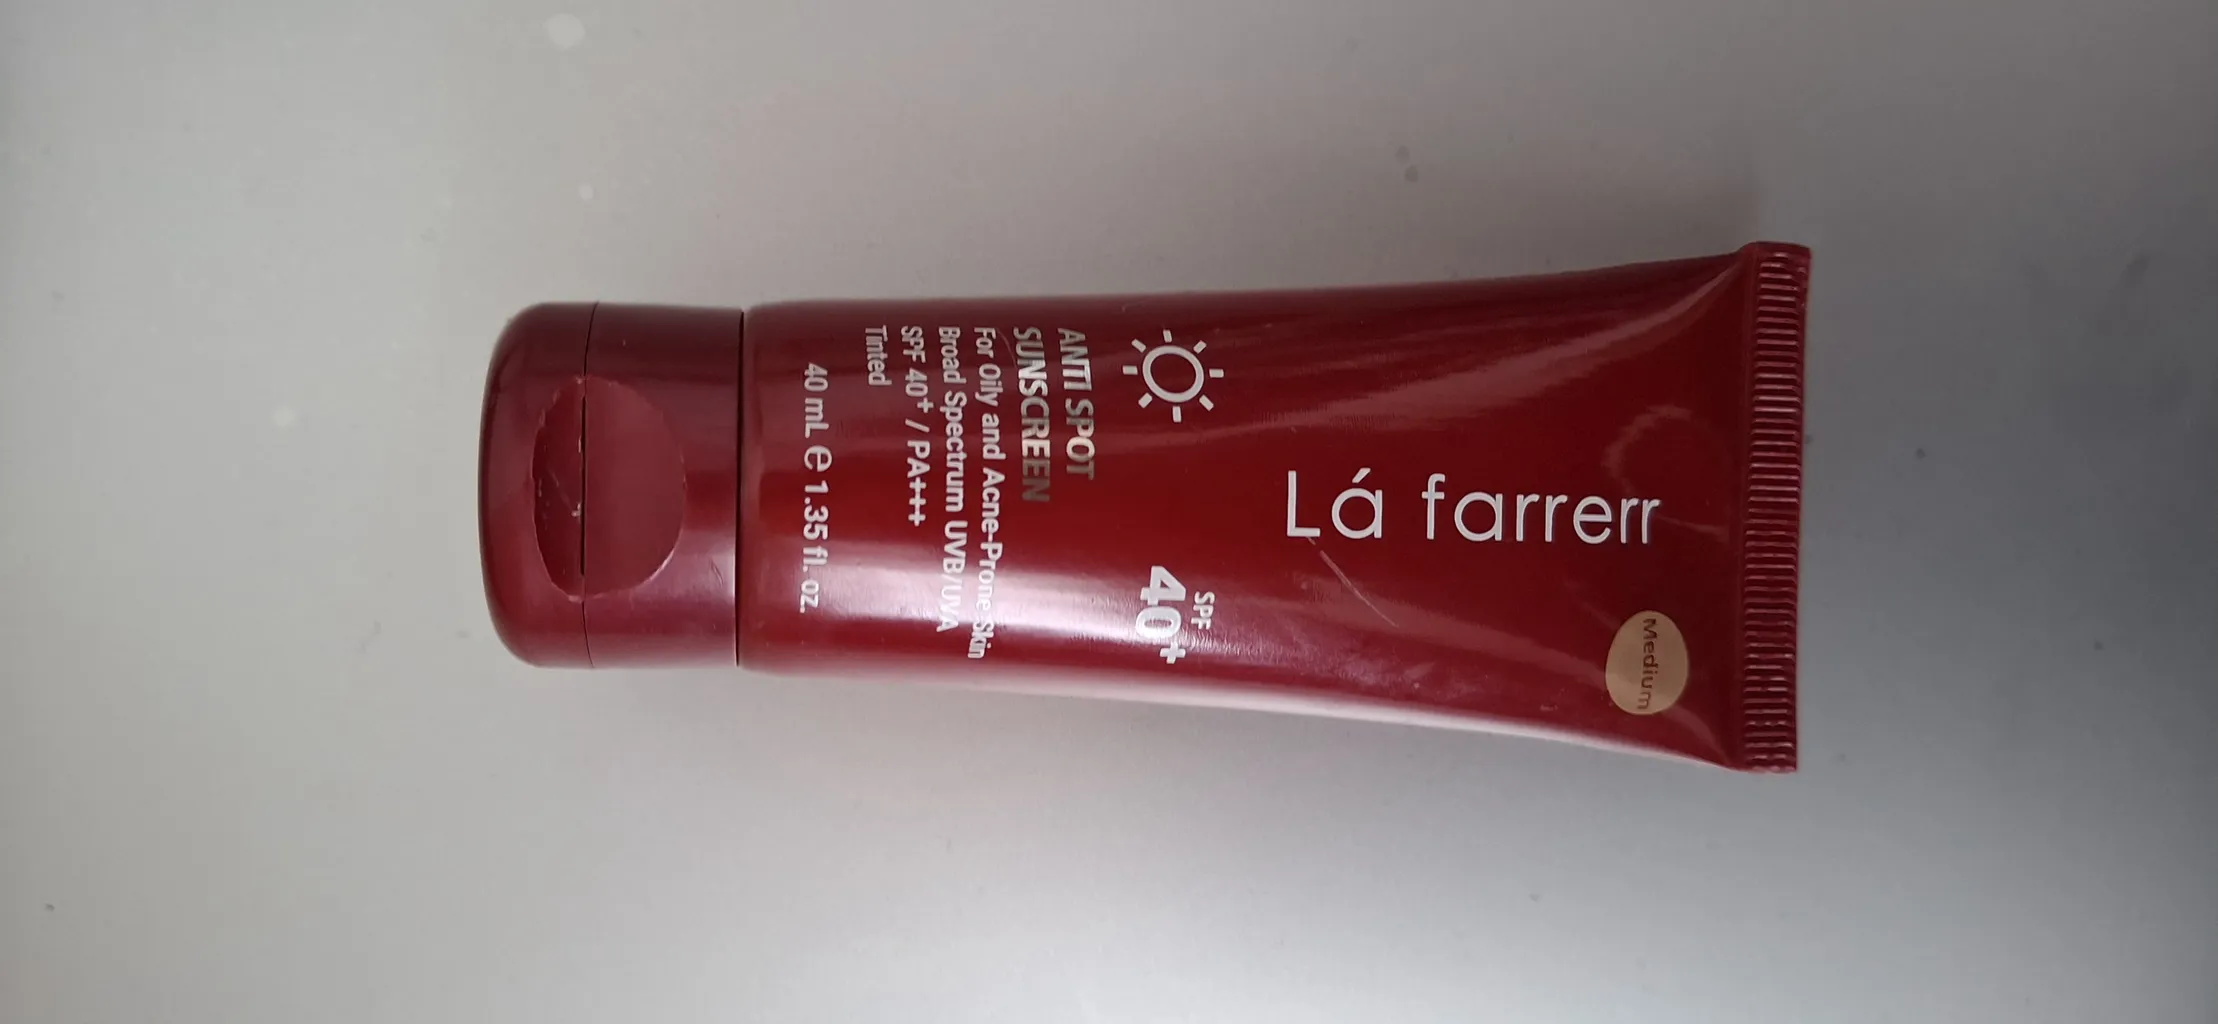 Medium
Lá farrerr
SPF
40+
ANTI SPOT
SUNSCREEN
For Oily and Acne-Prone Skin
Broad Spectrum UVB/UVA
SPF 40+ / PA+++
Tinted
40 mL ℮ 1.35 fl. oz.